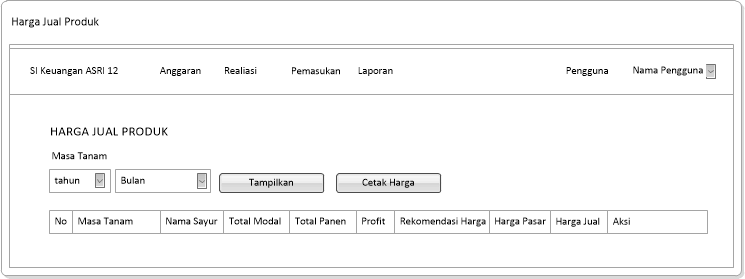 Harga Jual Produk
SI Keuangan ASRI 12 Anggaran Realiasi Pemasukan Laporan Pengguna Nama Pengguna
HARGA JUAL PRODUK
Masa Tanam
tahun Bulan Tampilkan Cetak Harga
No Masa Tanam Nama Sayur Total Modal Total Panen Profit Rekomendasi Harga Harga Pasar Harga Jual Aksi